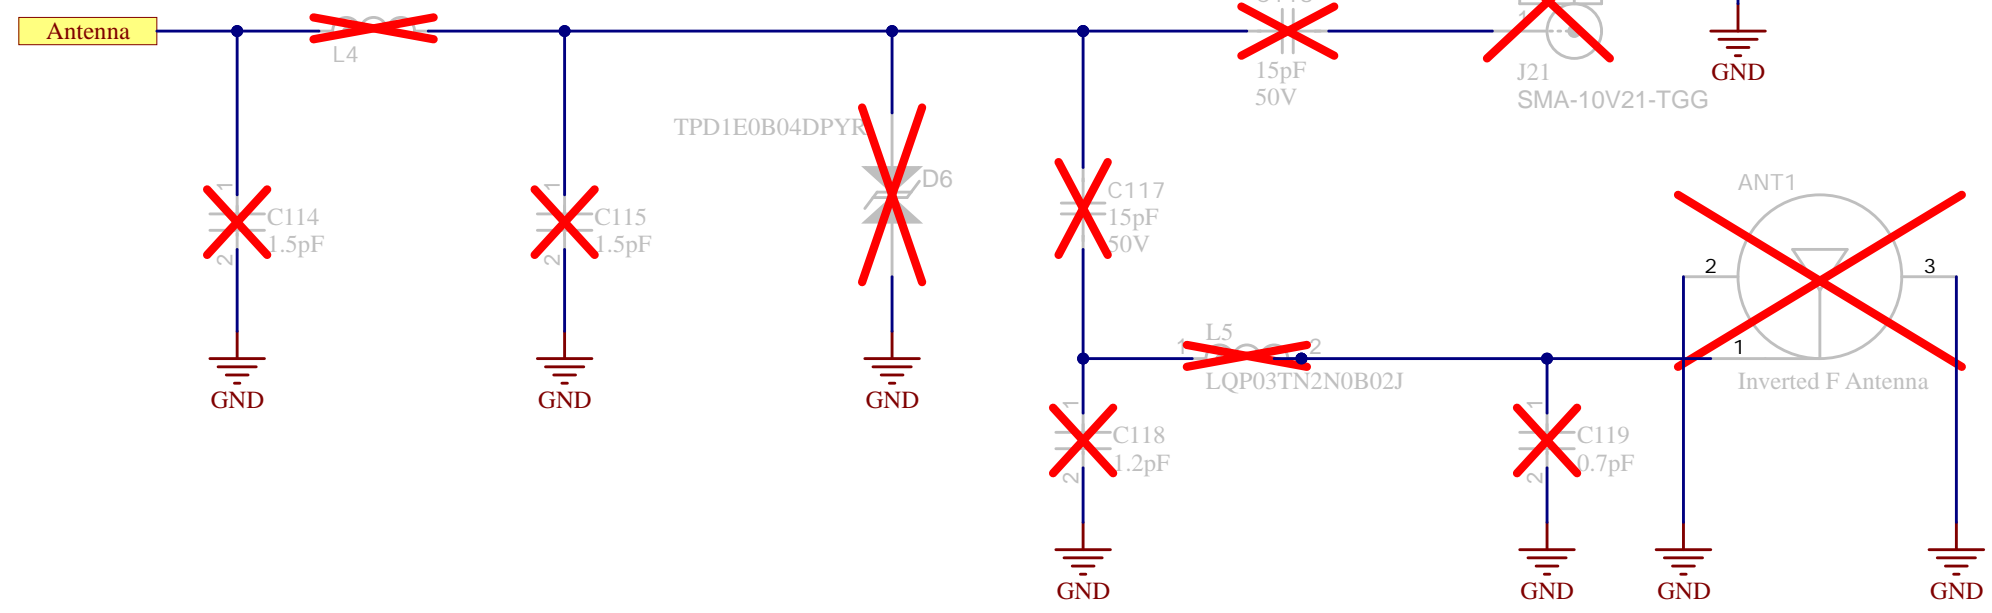 Antenna
L4
1
15pF
50V
J21
SMA-10V21-TGG
GND
TPD1E0B04DPYR
D6
1
C114
1.5pF
2
1
C115
1.5pF
2
C117
15pF
50V
ANT1
2
3
1
Inverted F Antenna
GND
GND
GND
L5
1
2
LQP03TN2N0B02J
1
C118
1.2pF
2
1
C119
0.7pF
2
GND
GND
GND
GND